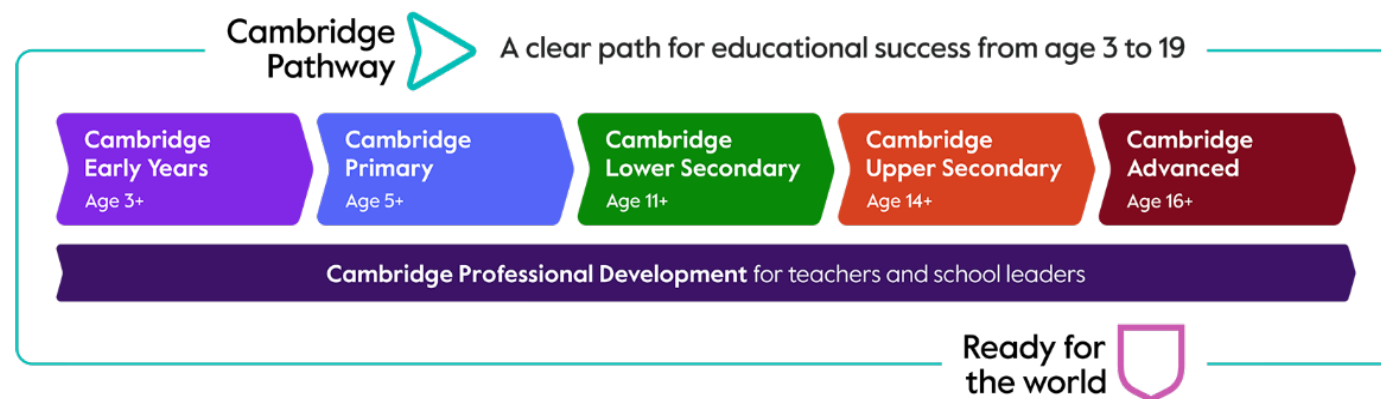 Cambridge
Pathway
A clear path for educational success from age 3 to 19
Cambridge
Early Years
Age 3+
Cambridge
Primary
Age 5+
Cambridge
Lower Secondary
Age 11+
Cambridge
Upper Secondary
Age 14+
Cambridge
Advanced
Age 16+
Cambridge Professional Development for teachers and school leaders
Ready for
the world